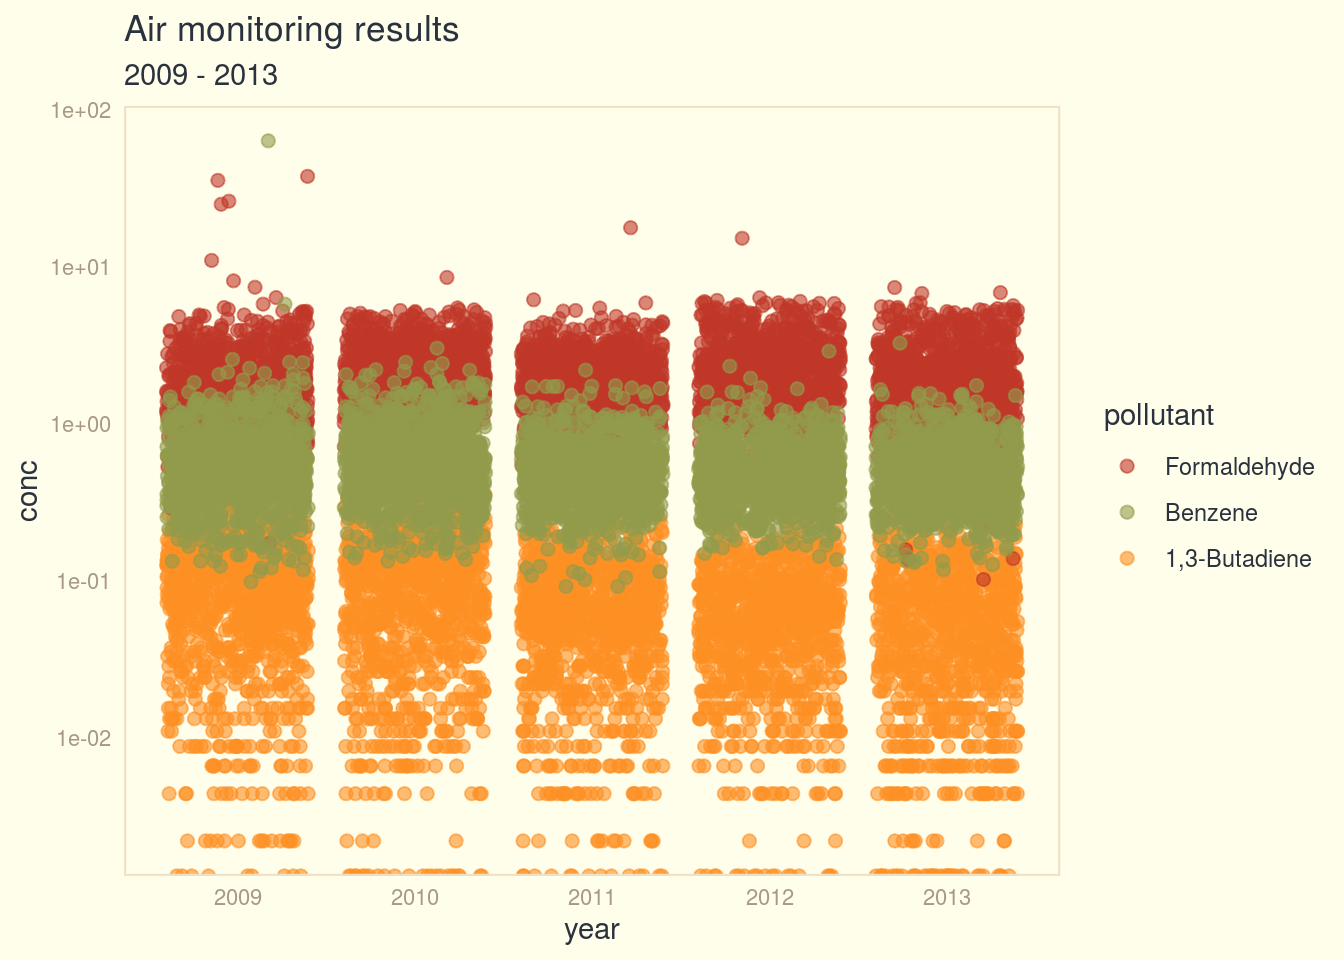 Air monitoring results
2009 - 2013
1e+02
1e+01
1e+00
1e-01
1e-02
conc
2009 2010 2011 2012 2013
year
pollutant
Formaldehyde
Benzene
1,3-Butadiene